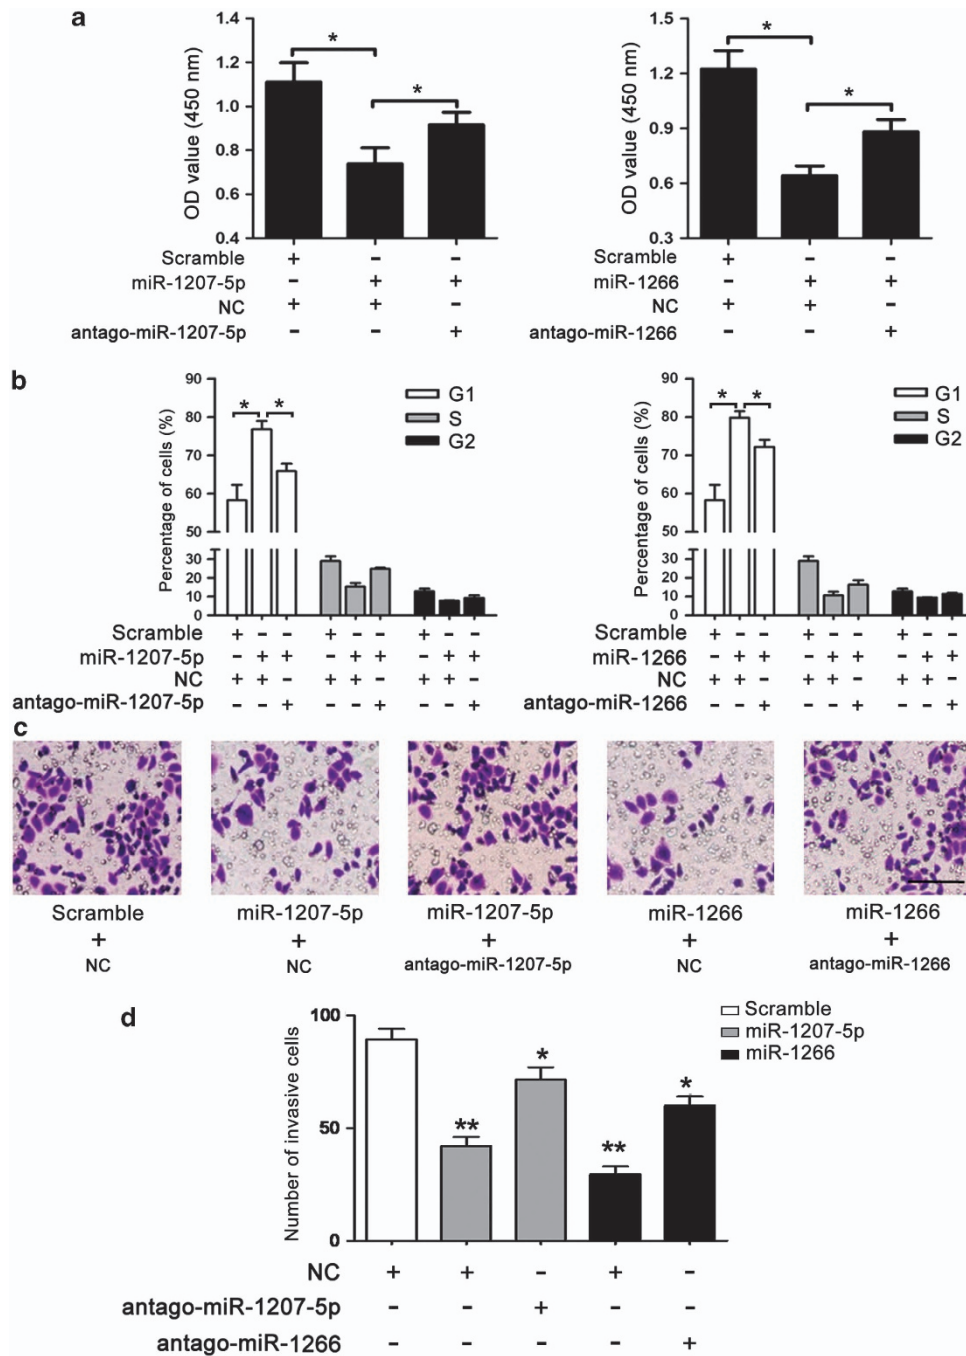 a
OD value (450 nm)
1.4
1.2
1.0
0.8
0.6
0.4
*
*
Scramble + - -
miR-1207-5p - + +
NC + + -
antago-miR-1207-5p - - +
OD value (450 nm)
1.5
1.2
0.9
0.6
0.3
*
*
Scramble + - -
miR-1266 - + +
NC + + -
antago-miR-1266 - - +
b
Percentage of cells (%)
90
80
70
60
50
30
20
10
0
* *
G1
S
G2
Scramble + - - + - - + - -
miR-1207-5p - + + - + + - + +
NC + + - + + - + + -
antago-miR-1207-5p - - + - - + - - +
Percentage of cells (%)
90
80
70
60
50
30
20
10
0
* *
G1
S
G2
Scramble + - - + - - + - -
miR-1266 - + + - + + - + +
NC + + - + + - + + -
antago-miR-1266 - - + - - + - - +
c
Scramble
+
NC
miR-1207-5p
+
NC
miR-1207-5p
+
antago-miR-1207-5p
miR-1266
+
NC
miR-1266
+
antago-miR-1266
d
Number of invasive cells
100
50
0
** * ** *
Scramble
miR-1207-5p
miR-1266
NC + + - + -
antago-miR-1207-5p - - + - -
antago-miR-1266 - - - - +